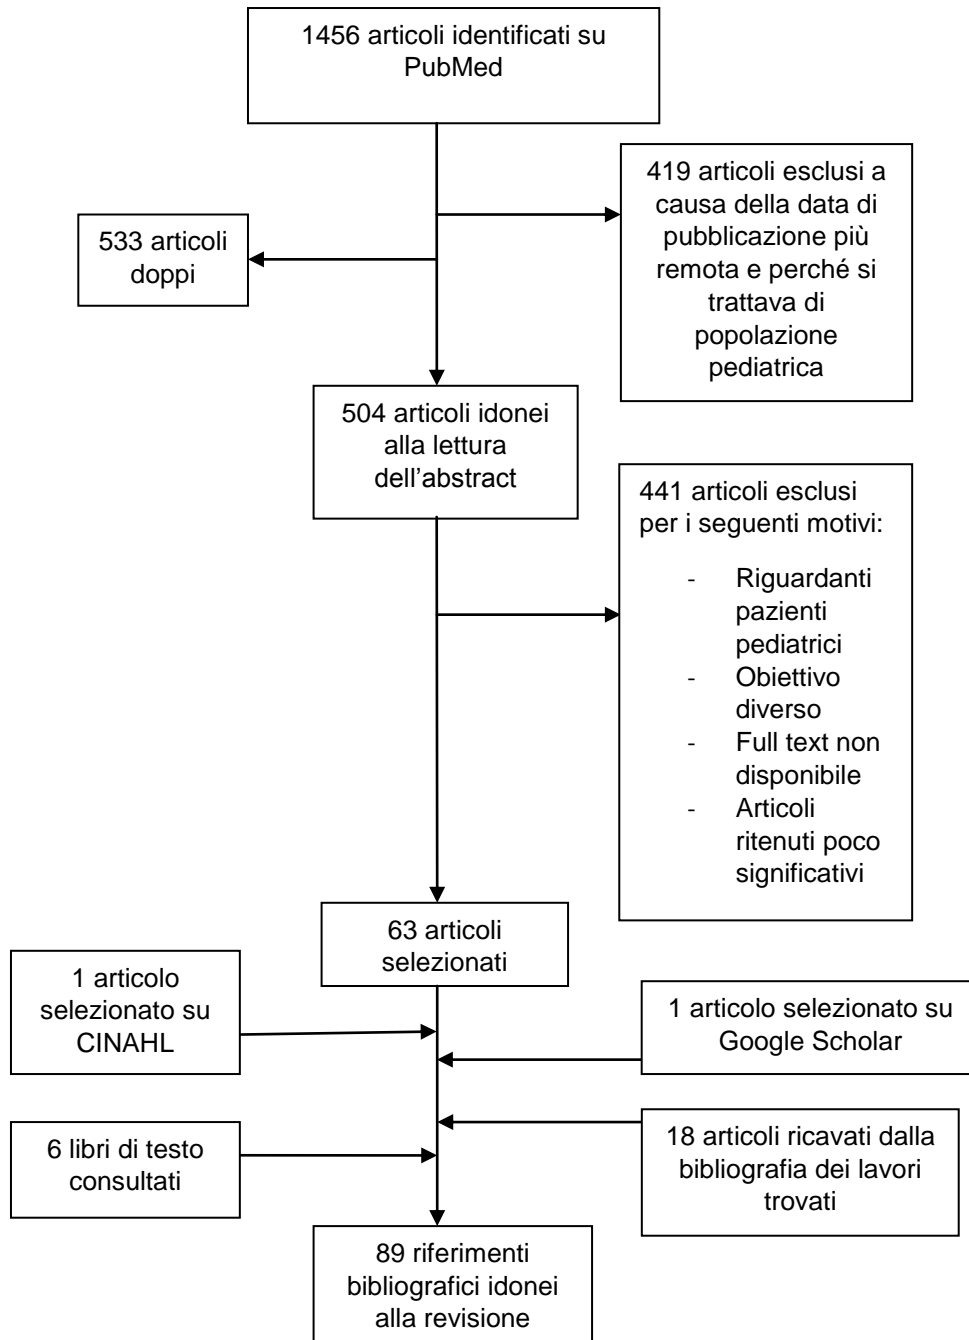 1456 articoli identificati su
PubMed
419 articoli esclusi a
causa della data di
pubblicazione più
remota e perché si
trattava di
popolazione
pediatrica
533 articoli
doppi
504 articoli idonei
alla lettura
dell’abstract
441 articoli esclusi
per i seguenti motivi:
- Riguardanti
pazienti
pediatrici
- Obiettivo
diverso
- Full text non
disponibile
- Articoli
ritenuti poco
significativi
63 articoli
selezionati
1 articolo
selezionato su
CINAHL
1 articolo selezionato su
Google Scholar
6 libri di testo
consultati
18 articoli ricavati dalla
bibliografia dei lavori
trovati
89 riferimenti
bibliografici idonei
alla revisione